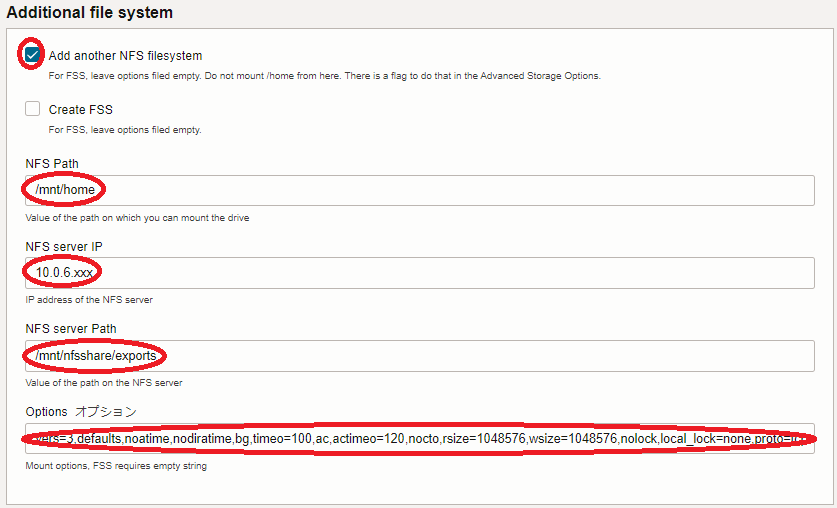 Additional file system
Add another NFS filesystem
For FSS, leave options filed empty. Do not mount /home from here. There is a flag to do that in the Advanced Storage Options.
Create FSS
For FSS, leave options filed empty.
NFS Path
/mnt/home
Value of the path on which you can mount the drive
NFS server IP
10.0.6.xxx
IP address of the NFS server
NFS server Path
/mnt/nfsshare/exports
Value of the path on the NFS server
Options オプション
vers=3,defaults,noatime,nodiratime,bg,timeo=100,ac,actimeo=120,nocto,rsize=1048576,wsize=1048576,nolock,local_lock=none,proto=
Mount options, FSS requires empty string